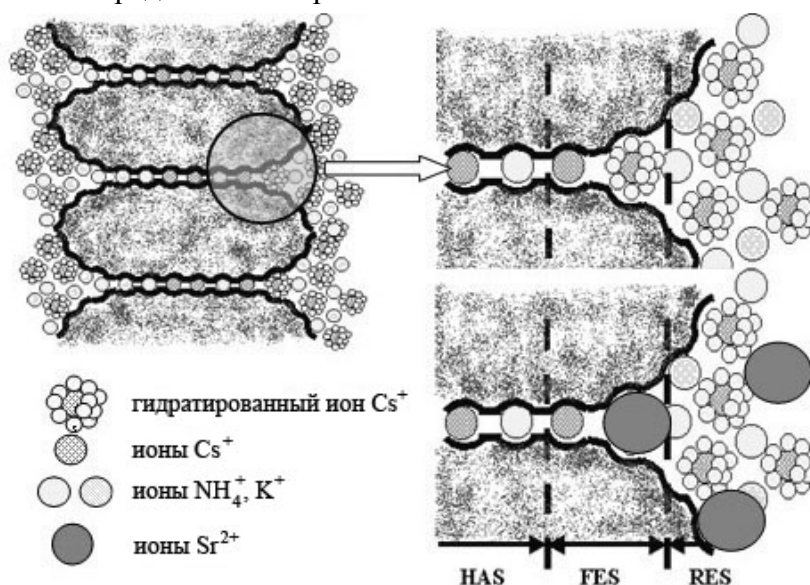 гидратированный ион Cs⁺
ионы Cs⁺
ионы NH₄⁺, K⁺
ионы Sr²⁺
HAS FES RES